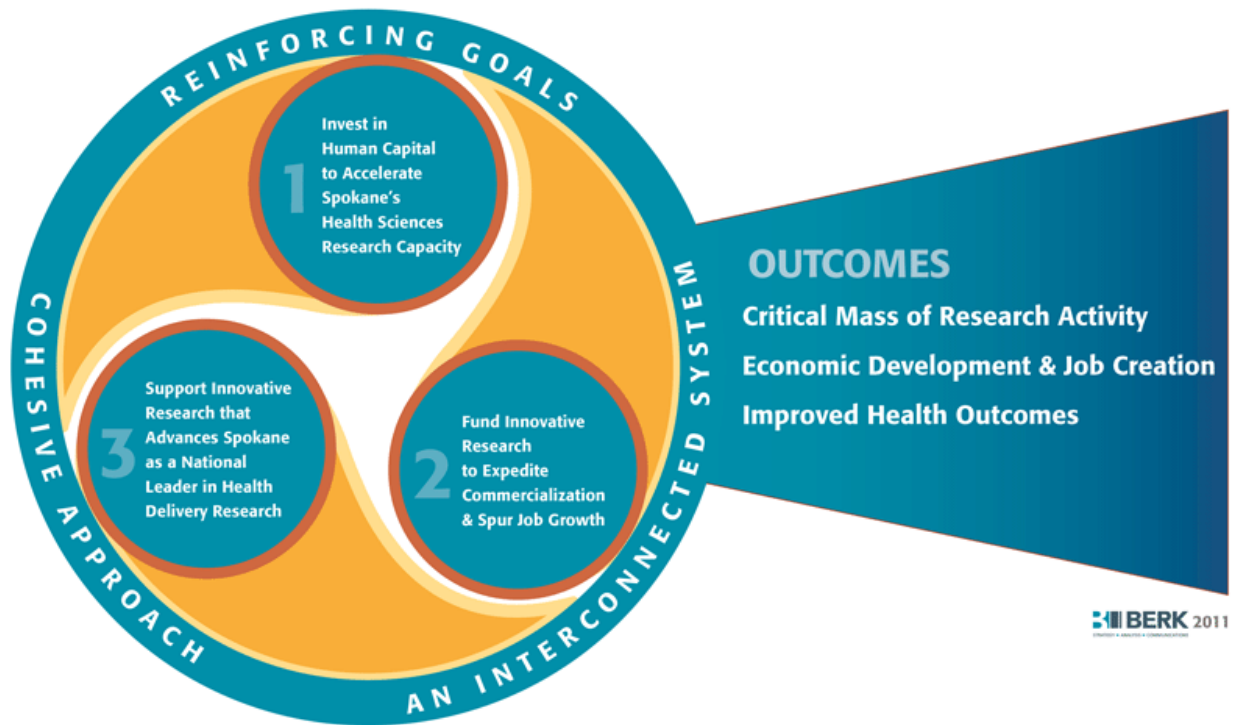 REINFORCING GOALS
COHESIVE APPROACH
AN INTERCONNECTED SYSTEM
1
Invest in
Human Capital
to Accelerate
Spokane's
Health Sciences
Research Capacity
2
Fund Innovative
Research
to Expedite
Commercialization
& Spur Job Growth
3
Support Innovative
Research that
Advances Spokane
as a National
Leader in Health
Delivery Research
OUTCOMES
Critical Mass of Research Activity
Economic Development & Job Creation
Improved Health Outcomes
BERK 2011
STRATEGY ANALYSIS COMMUNICATIONS